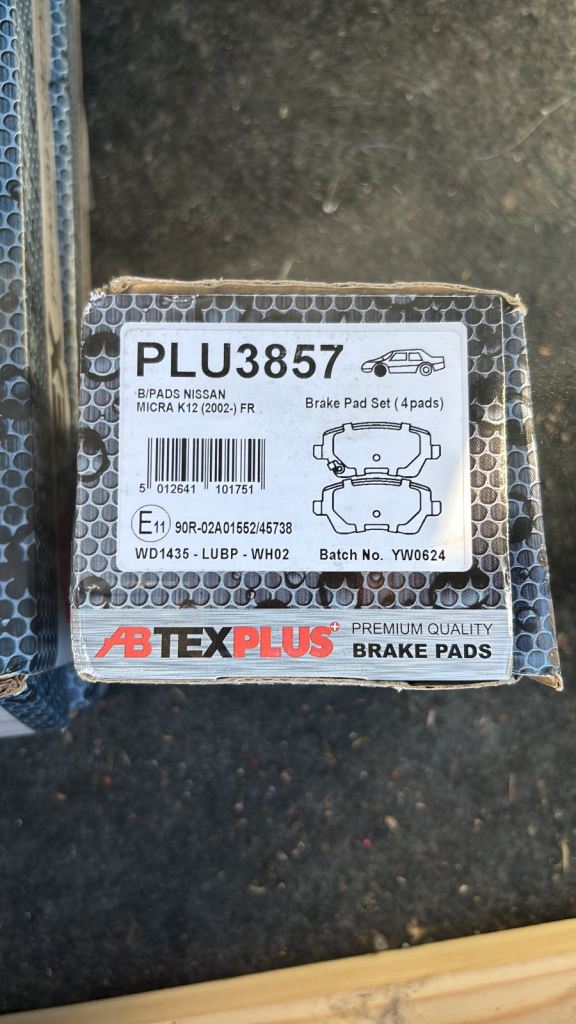 PLU3857
B/PADS NISSAN
MICRA K12 (2002-) FR
Brake Pad Set ( 4pads)
5 012641 101751
E11 90R-02A01552/45738
WD1435 - LUBP - WH02 Batch No. YW0624
ABTEXPLUS+ PREMIUM QUALITY
BRAKE PADS